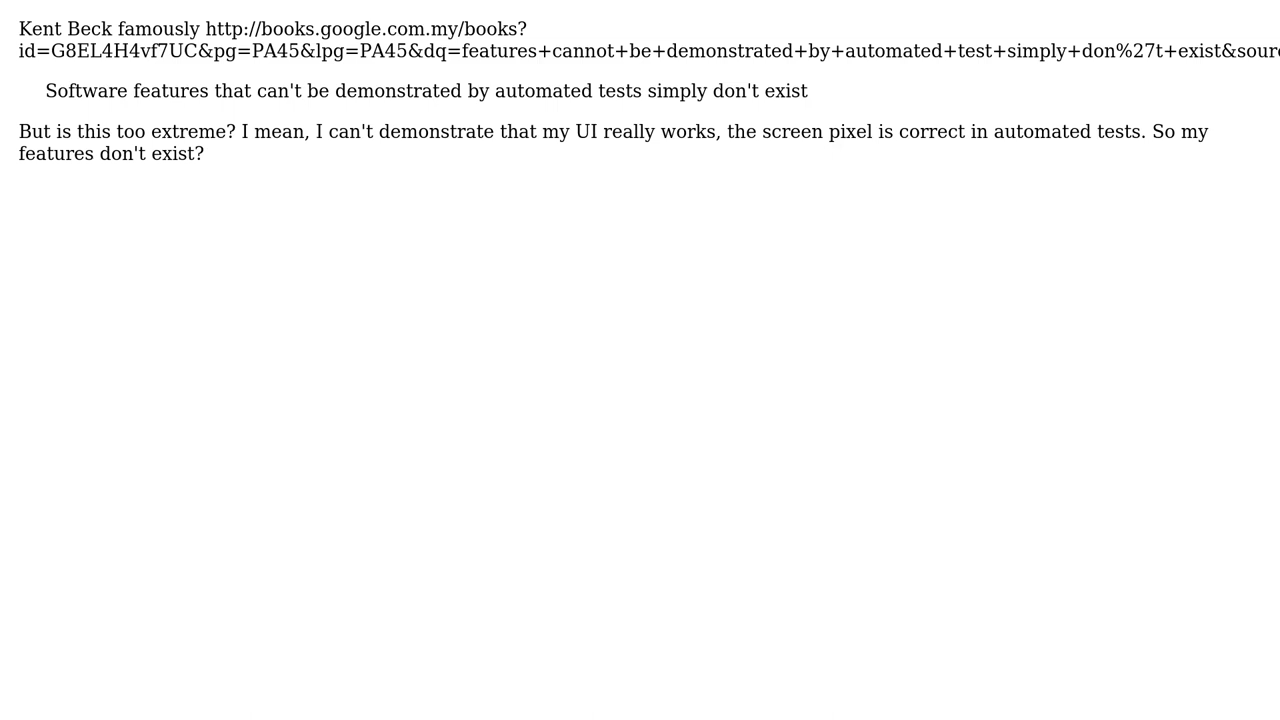 Kent Beck famously http://books.google.com.my/books?
id=G8EL4H4vf7UC&pg=PA45&lpg=PA45&dq=features+cannot+be+demonstrated+by+automated+test+simply+don%27t+exist&sourc
Software features that can't be demonstrated by automated tests simply don't exist
But is this too extreme? I mean, I can't demonstrate that my UI really works, the screen pixel is correct in automated tests. So my
features don't exist?